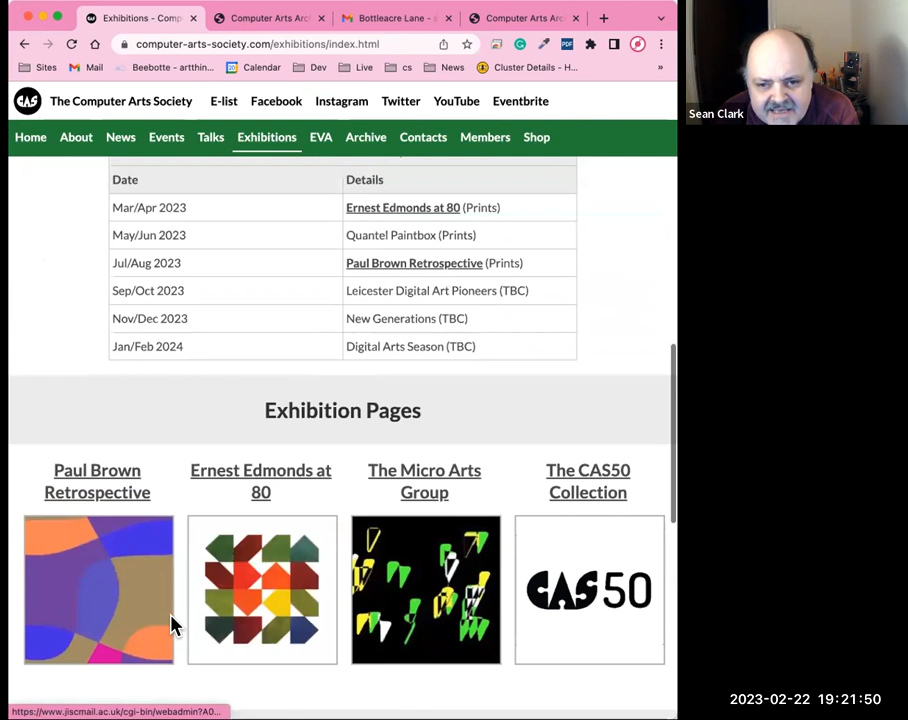 Exhibitions - Comp
Computer Arts Arc
Bottleacre Lane -
Computer Arts Arc
computer-arts-society.com/exhibitions/index.html
Sites
Mail
Beebotte - artthin...
Calendar
Dev
Live
cs
News
Cluster Details - H...
»
CAS
The Computer Arts Society
E-list
Facebook
Instagram
Twitter
YouTube
Eventbrite
Home
About
News
Events
Talks
Exhibitions
EVA
Archive
Contacts
Members
Shop
Date
Details
Mar/Apr 2023
Ernest Edmonds at 80 (Prints)
May/Jun 2023
Quantel Paintbox (Prints)
Jul/Aug 2023
Paul Brown Retrospective (Prints)
Sep/Oct 2023
Leicester Digital Art Pioneers (TBC)
Nov/Dec 2023
New Generations (TBC)
Jan/Feb 2024
Digital Arts Season (TBC)
Exhibition Pages
Paul Brown
Retrospective
Ernest Edmonds at
80
The Micro Arts
Group
The CAS50
Collection
CAS50
https://www.jiscmail.ac.uk/cgi-bin/webadmin?A0...
Sean Clark
2023-02-22 19:21:50